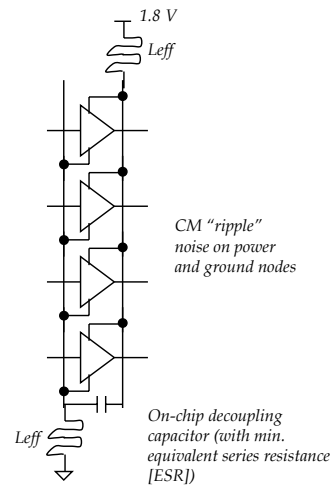 1.8 V
Leff
CM “ripple”
noise on power
and ground nodes
On-chip decoupling
capacitor (with min.
equivalent series resistance
[ESR])
Leff